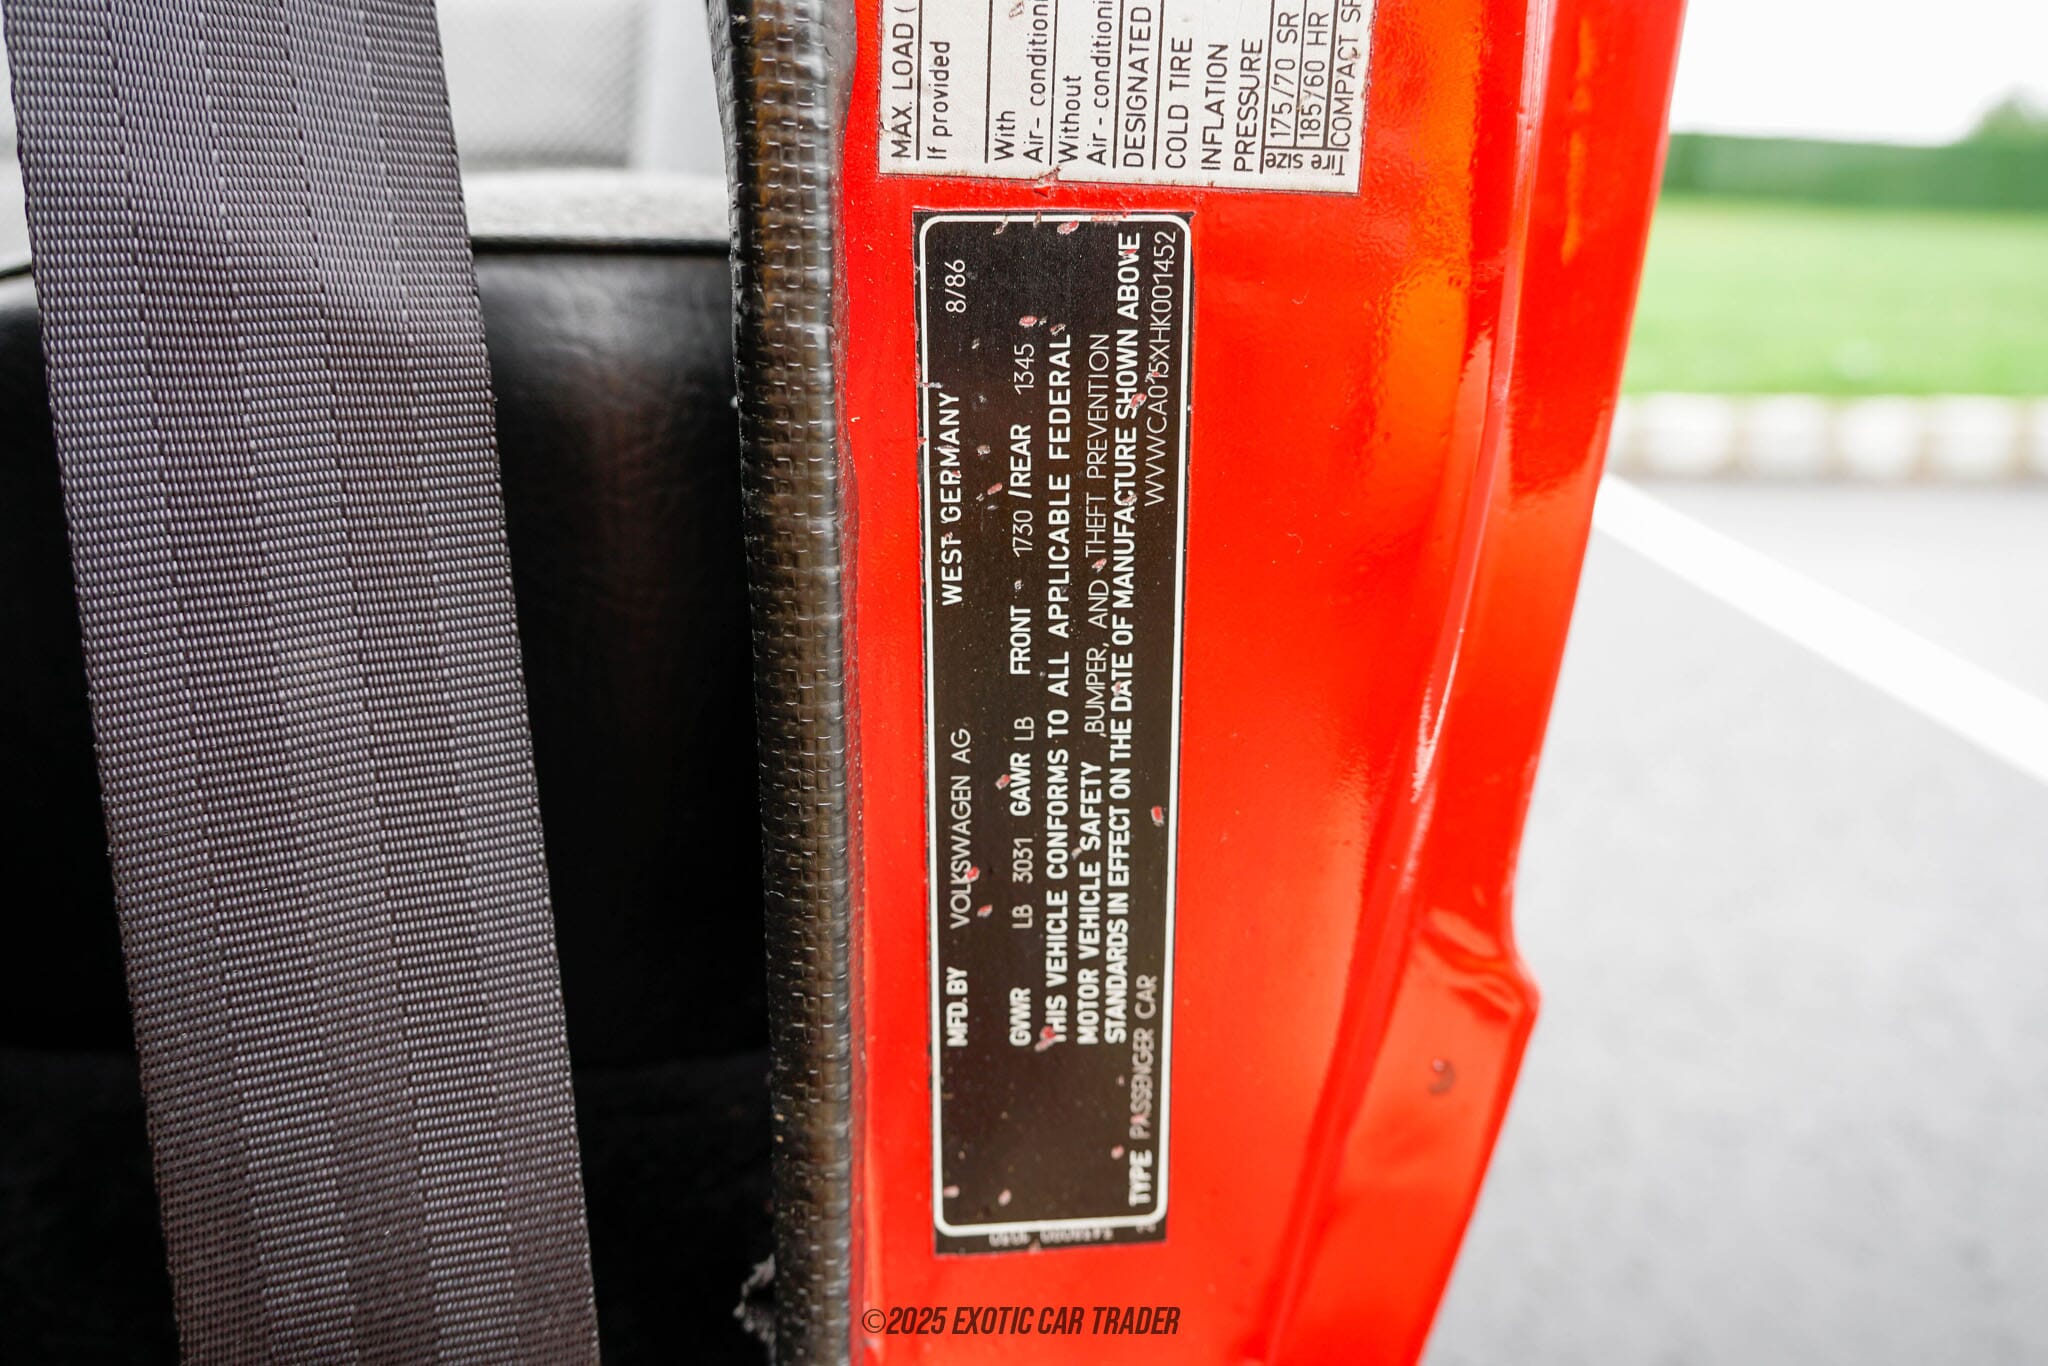 MAX. LOAD (
If provided
With
Air - condition
Without
Air - conditioni
DESIGNATED
COLD TIRE
INFLATION
PRESSURE
Tire size
175/70 SR
185/60 HR
COMPACT SP
MFD. BY VOLKSWAGEN AG WEST GERMANY 8/86
GVWR LB 3031 GAWR LB FRONT - 1730 /REAR 1345
THIS VEHICLE CONFORMS TO ALL APPLICABLE FEDERAL
MOTOR VEHICLE SAFETY ,BUMPER, AND THEFT PREVENTION
STANDARDS IN EFFECT ON THE DATE OF MANUFACTURE SHOWN ABOVE
TYPE PASSENGER CAR WVWCA015XHK001452
©2025 EXOTIC CAR TRADER